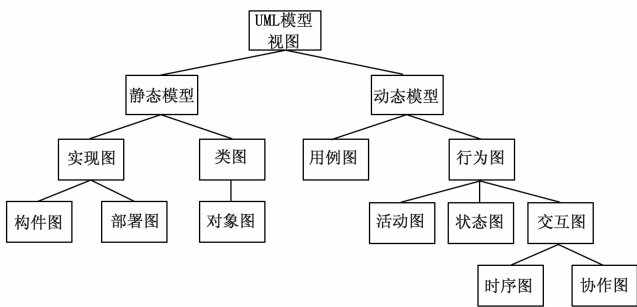 UML模型
视图
静态模型
动态模型
实现图
类图
用例图
行为图
构件图
部署图
对象图
活动图
状态图
交互图
时序图
协作图